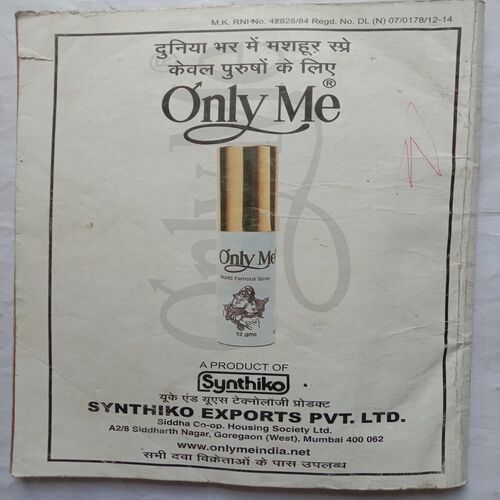 M.K. RNI No. 42828/84 Regd. No. DL (N) 07/0178/12-14
दुनिया भर में मशहूर स्प्रे
केवल पुरुषों के लिए
Only Me®
Only Me
World Famous Spray
12 gms
A PRODUCT OF
Synthiko
यूके एंड यूएस टेक्नोलॉजी प्रोडक्ट
SYNTHIKO EXPORTS PVT. LTD.
Siddha Co-op. Housing Society Ltd.
A2/8 Siddharth Nagar, Goregaon (West), Mumbai 400 062
www.onlymeindia.net
सभी दवा विक्रेताओं के पास उपलब्ध